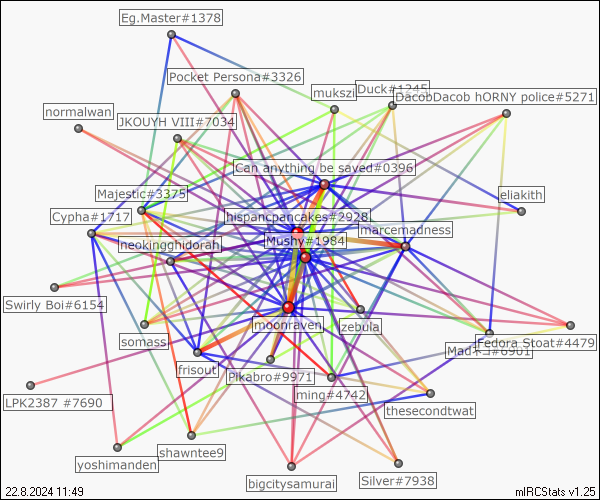 Eg.Master#1378
Pocket Persona#3326
mukszi
Duck#1245
DacobDacob hORNY police#5271
normalwan
JKOUYH VIII#7034
Can anything be saved#0396
Majestic#3375
eliakith
Cypha#1717
hispancpancakes#2928
marcemadness
neokingghidorah
Mushy#1984
Swirly Boi#6154
somass
moonraven
zebula
Fedora Stoat#4479
frisout
Pikabro#9971
ming#4742
LPK2387 #7690
thesecondtwat
yoshimanden
shawntee9
bigcitysamurai
Silver#7938
22.8.2024 11:49
mIRCStats v1.25